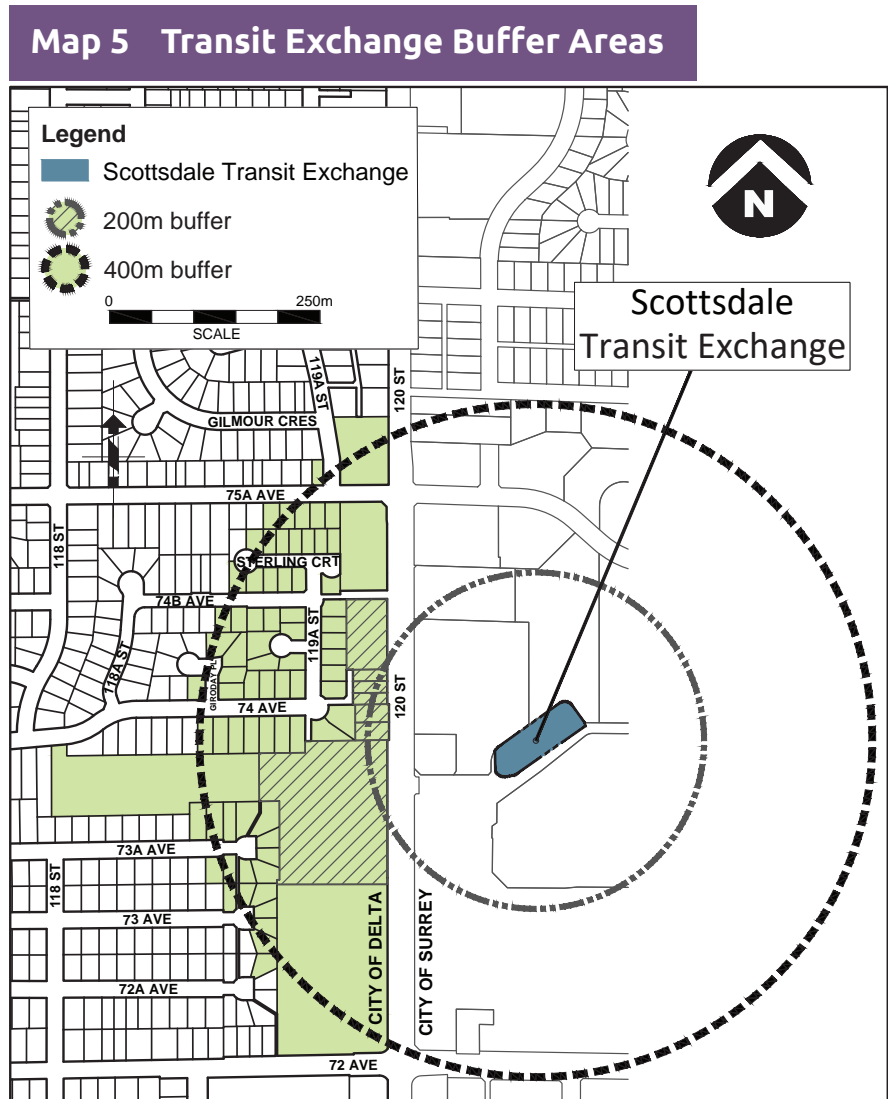 Map 5 Transit Exchange Buffer Areas
Legend
Scottsdale Transit Exchange
200m buffer
400m buffer
0 250m
SCALE
N
Scottsdale
Transit Exchange
119A ST
120 ST
GILMOUR CRES
75A AVE
118 ST
STERLING CRT
74B AVE
119A ST
118A ST
GIRODAY PL
120 ST
74 AVE
73A AVE
118 ST
73 AVE
CITY OF DELTA
CITY OF SURREY
72A AVE
72 AVE